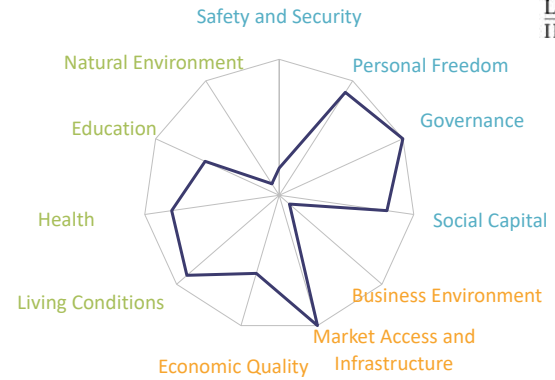 Safety and Security
Natural Environment
Personal Freedom
Education
Governance
Health
Social Capital
Living Conditions
Business Environment
Market Access and
Infrastructure
Economic Quality